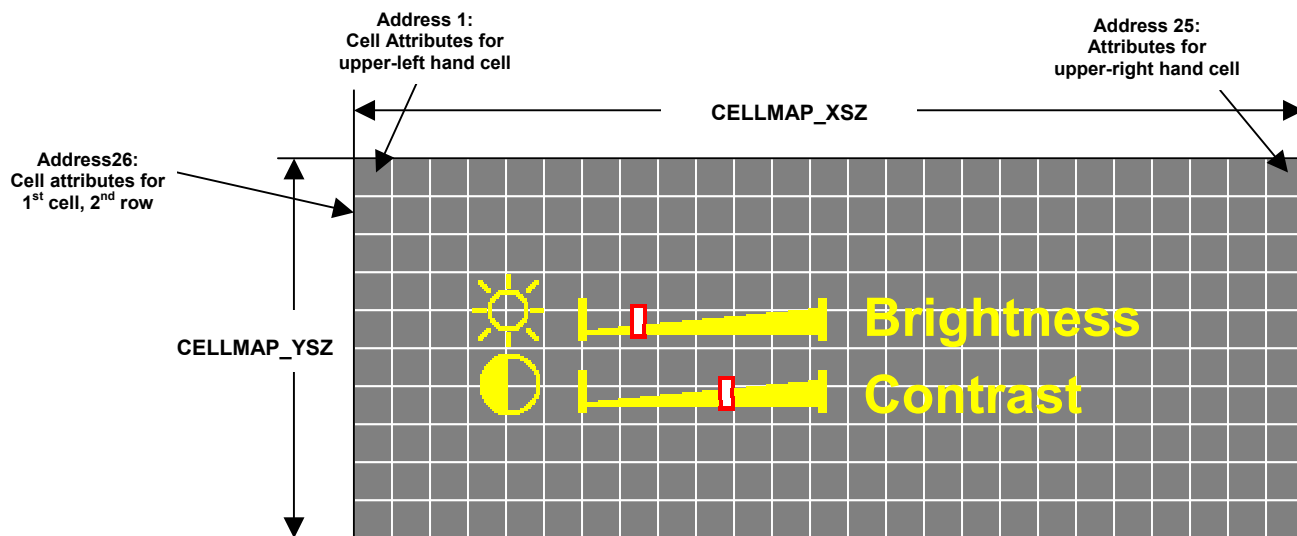 Address 1:
Cell Attributes for
upper-left hand cell
Address 25:
Attributes for
upper-right hand cell
CELLMAP_XSZ
Address26:
Cell attributes for
1st cell, 2nd row
CELLMAP_YSZ
Brightness
Contrast